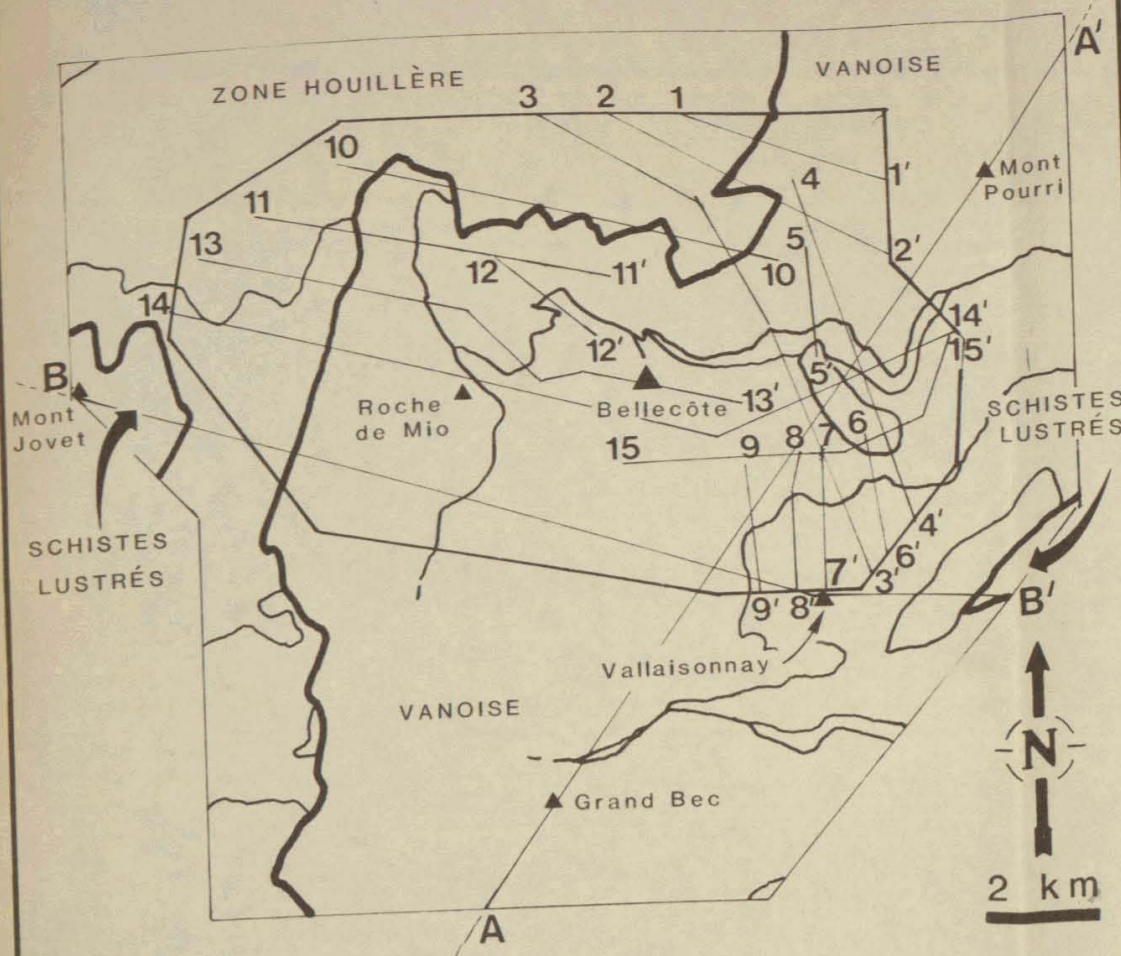 A'
ZONE HOUILLÈRE
VANOISE
3
2
1
10
4
Mont
Pourri
1'
11
5
2'
13
12
11'
10
14
14'
15'
12'
B
5'
Mont
Jovet
Roche
de Mio
Bellecôte
13'
SCHISTES
LUSTRÉS
15
9
8
7
6
4'
SCHISTES
LUSTRÉS
6'
7'
3'
9'
8'
B'
Vallaisonnay
VANOISE
N
Grand Bec
2 km
A